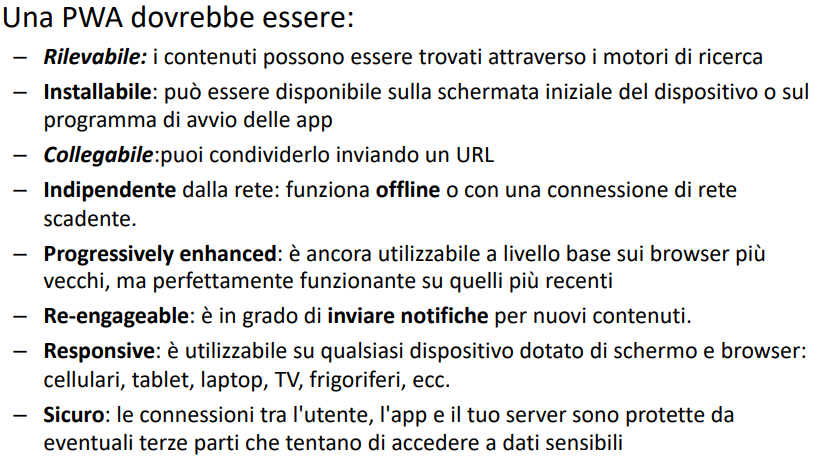 Una PWA dovrebbe essere:
– Rilevabile: i contenuti possono essere trovati attraverso i motori di ricerca
– Installabile: può essere disponibile sulla schermata iniziale del dispositivo o sul
programma di avvio delle app
– Collegabile:puoi condividerlo inviando un URL
– Indipendente dalla rete: funziona offline o con una connessione di rete
scadente.
– Progressively enhanced: è ancora utilizzabile a livello base sui browser più
vecchi, ma perfettamente funzionante su quelli più recenti
– Re-engageable: è in grado di inviare notifiche per nuovi contenuti.
– Responsive: è utilizzabile su qualsiasi dispositivo dotato di schermo e browser:
cellulari, tablet, laptop, TV, frigoriferi, ecc.
– Sicuro: le connessioni tra l'utente, l'app e il tuo server sono protette da
eventuali terze parti che tentano di accedere a dati sensibili